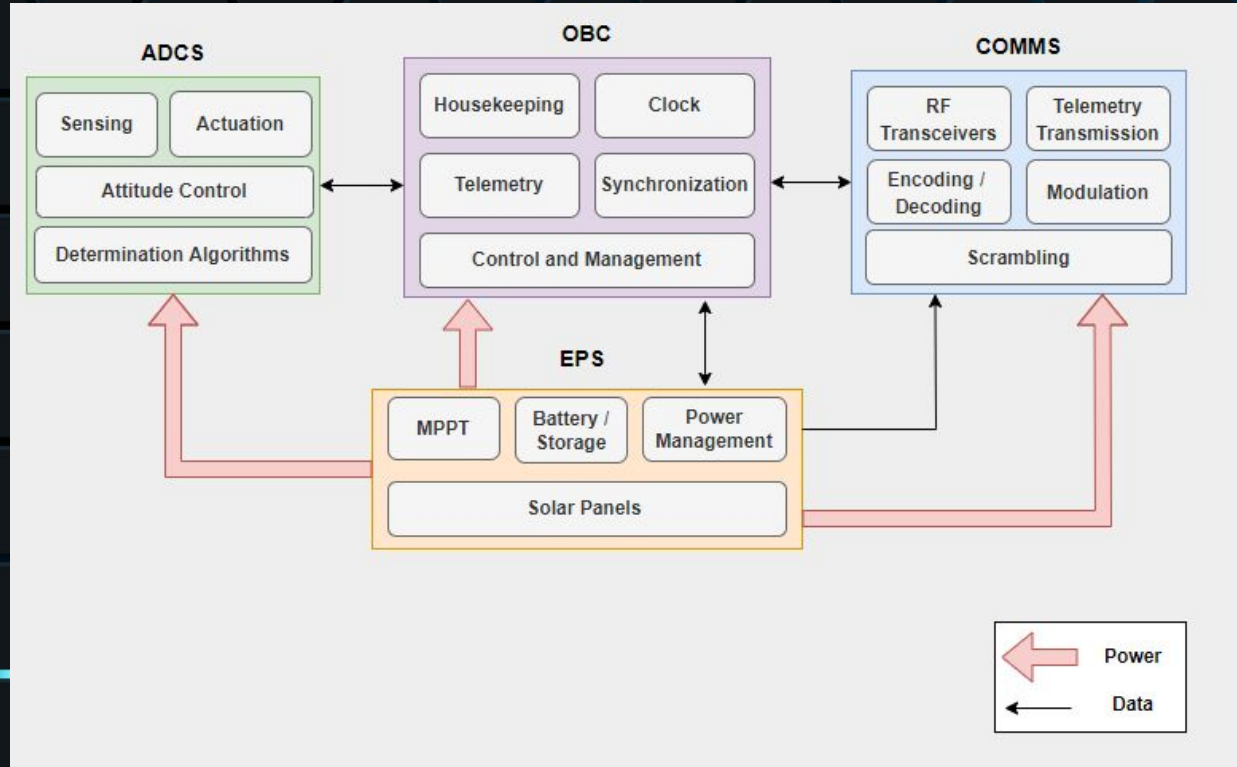 ADCS
OBC
COMMS
Sensing
Actuation
Attitude Control
Determination Algorithms
Housekeeping
Clock
Telemetry
Synchronization
Control and Management
RF
Transceivers
Telemetry
Transmission
Encoding /
Decoding
Modulation
Scrambling
EPS
MPPT
Battery /
Storage
Power
Management
Solar Panels
Power
Data